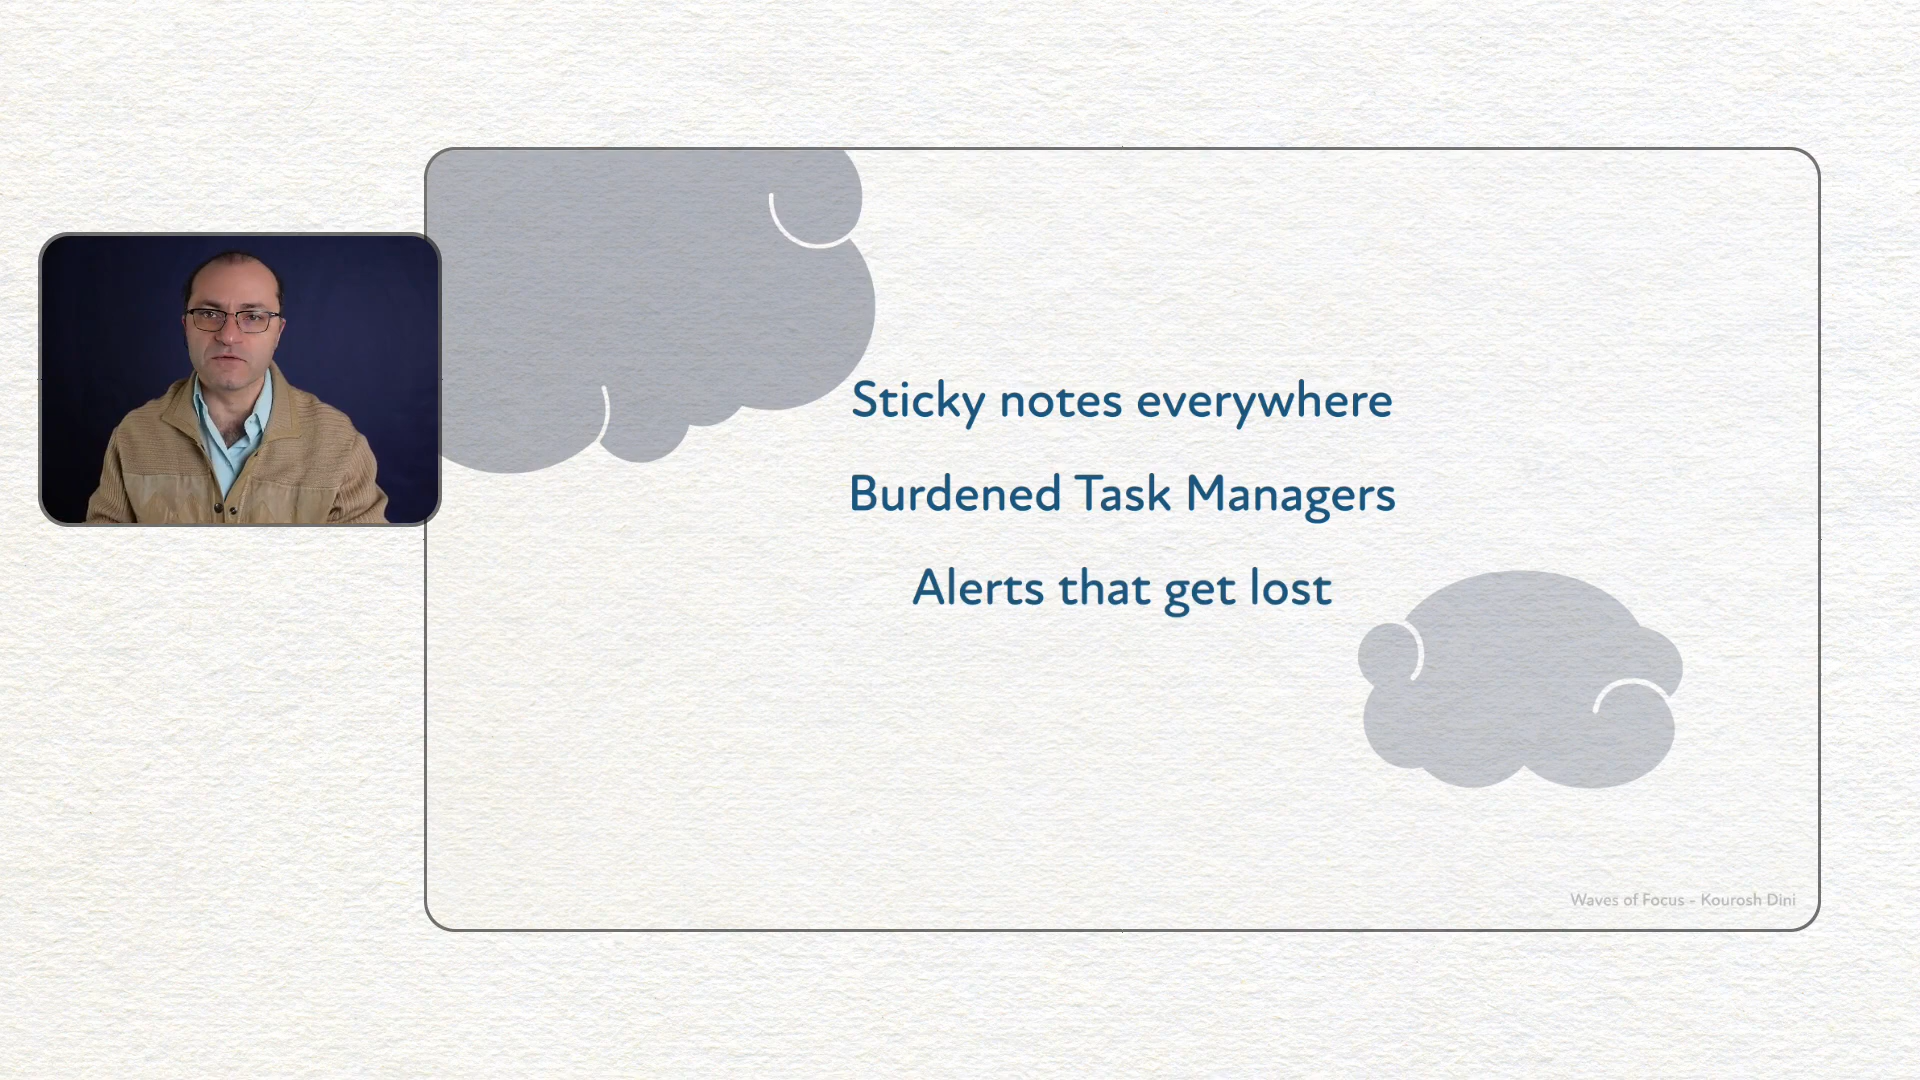 Sticky notes everywhere
Burdened Task Managers
Alerts that get lost
Waves of Focus - Kourosh Dini